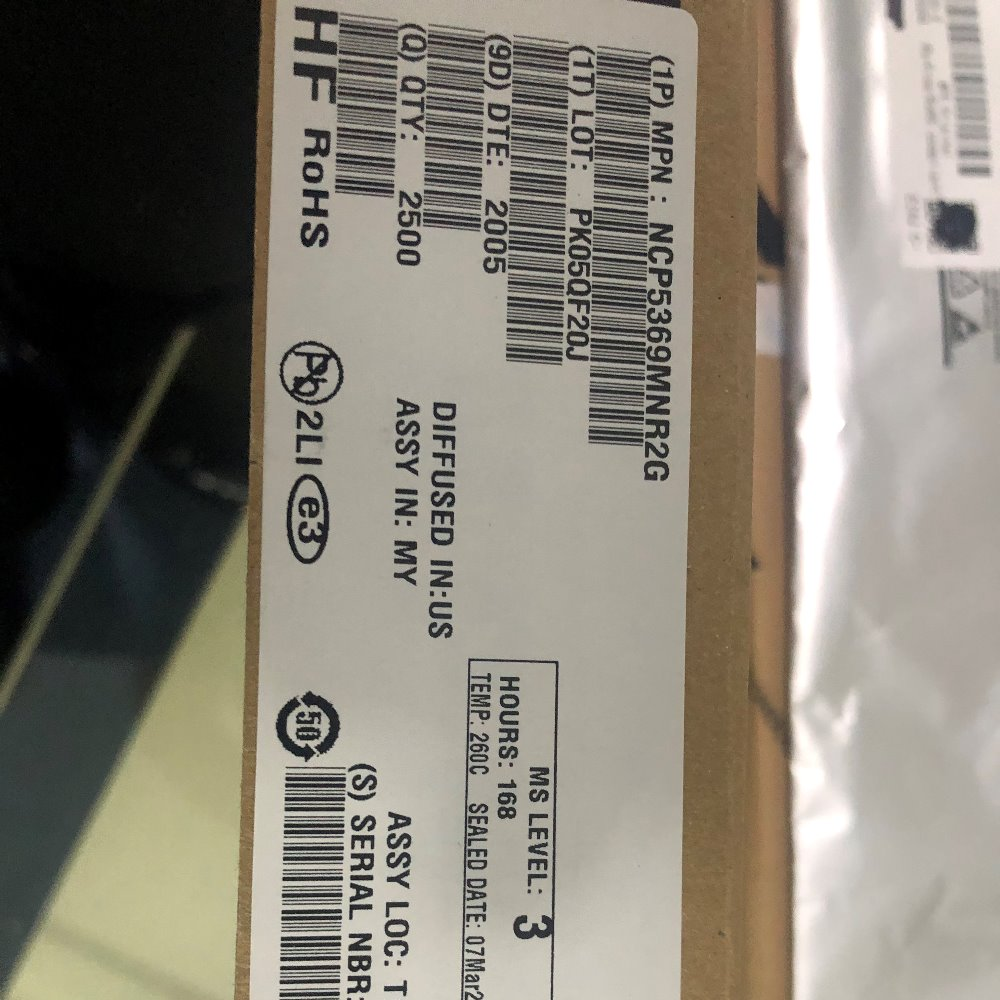 (1P) MPN: NCP5369MNR2G
(1T) LOT: PK05QF20J
(9D) DTE: 2005
(Q) QTY: 2500
HF RoHS
DIFFUSED IN:US
ASSY IN: MY
Pb 2LI e3
MS LEVEL: 3
HOURS: 168
TEMP: 260C SEALED DATE: 07Mar2
50
ASSY LOC: T
(S) SERIAL NBR: